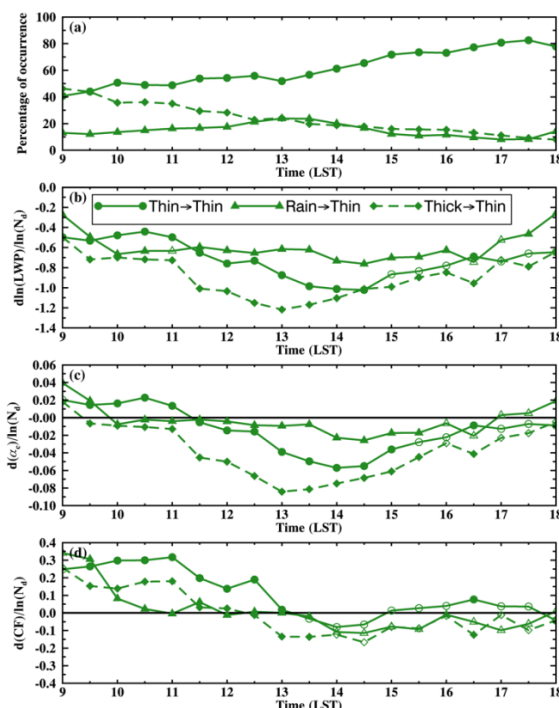 (a)
Percentage of occurrence
100
80
60
40
20
0
9 10 11 12 13 14 15 16 17 18
Time (LST)
(b)
Thin→Thin Rain→Thin Thick→Thin
dln(LWP)/ln(N_d)
0.0
-0.2
-0.4
-0.6
-0.8
-1.0
-1.2
-1.4
9 10 11 12 13 14 15 16 17 18
Time (LST)
(c)
d(α_c)/ln(N_d)
0.06
0.04
0.02
-0.00
-0.02
-0.04
-0.06
-0.08
-0.10
9 10 11 12 13 14 15 16 17 18
Time (LST)
(d)
d(CF)/ln(N_d)
0.4
0.3
0.2
0.1
0.0
-0.1
-0.2
-0.3
-0.4
9 10 11 12 13 14 15 16 17 18
Time (LST)